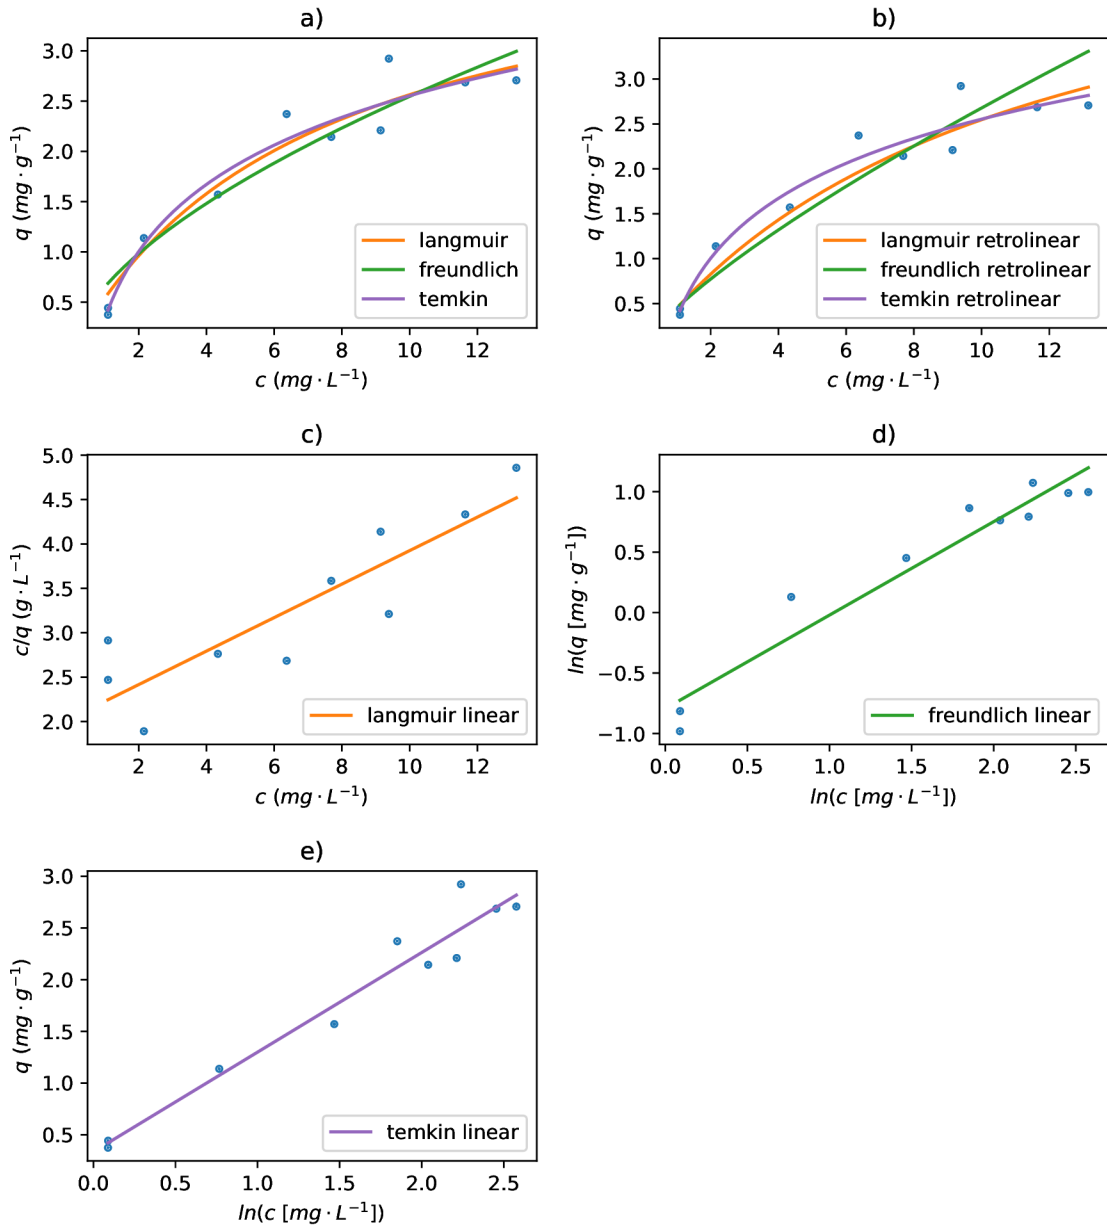 a)
3.0
2.5
2.0
1.5
1.0
0.5
q (mg · g⁻¹)
langmuir
freundlich
temkin
2 4 6 8 10 12
c (mg · L⁻¹)
b)
3.0
2.5
2.0
1.5
1.0
0.5
q (mg · g⁻¹)
langmuir retrolinear
freundlich retrolinear
temkin retrolinear
2 4 6 8 10 12
c (mg · L⁻¹)
c)
5.0
4.5
4.0
3.5
3.0
2.5
2.0
c/q (g · L⁻¹)
langmuir linear
2 4 6 8 10 12
c (mg · L⁻¹)
d)
1.0
0.5
0.0
−0.5
−1.0
ln(q [mg · g⁻¹])
freundlich linear
0.0 0.5 1.0 1.5 2.0 2.5
ln(c [mg · L⁻¹])
e)
3.0
2.5
2.0
1.5
1.0
0.5
q (mg · g⁻¹)
temkin linear
0.0 0.5 1.0 1.5 2.0 2.5
ln(c [mg · L⁻¹])